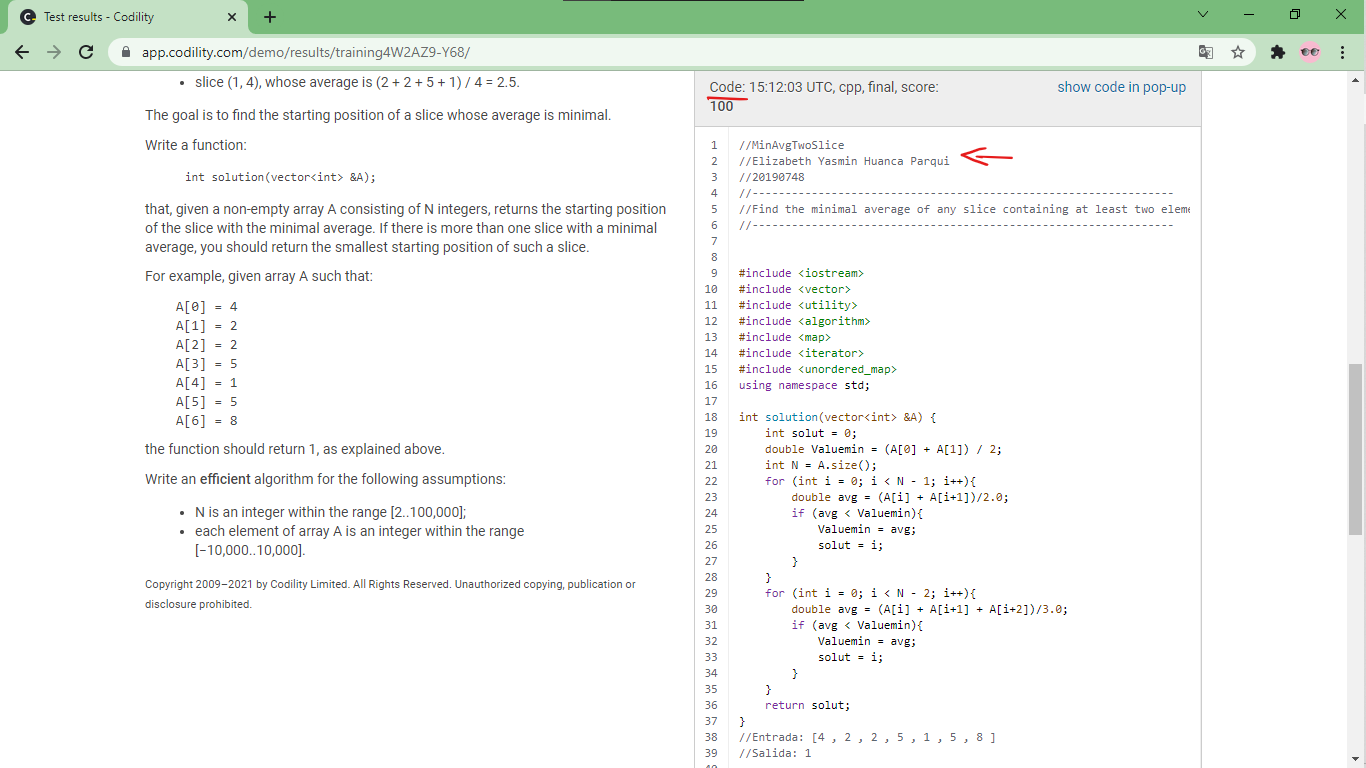 Test results - Codility
app.codility.com/demo/results/training4W2AZ9-Y68/
slice (1, 4), whose average is (2 + 2 + 5 + 1) / 4 = 2.5.
The goal is to find the starting position of a slice whose average is minimal.
Write a function:
int solution(vector<int> &A);
that, given a non-empty array A consisting of N integers, returns the starting position
of the slice with the minimal average. If there is more than one slice with a minimal
average, you should return the smallest starting position of such a slice.
For example, given array A such that:
A[0] = 4
A[1] = 2
A[2] = 2
A[3] = 5
A[4] = 1
A[5] = 5
A[6] = 8
the function should return 1, as explained above.
Write an efficient algorithm for the following assumptions:
N is an integer within the range [2..100,000];
each element of array A is an integer within the range
[−10,000..10,000].
Copyright 2009–2021 by Codility Limited. All Rights Reserved. Unauthorized copying, publication or
disclosure prohibited.
Code: 15:12:03 UTC, cpp, final, score:
100
show code in pop-up
1 //MinAvgTwoSlice
2 //Elizabeth Yasmin Huanca Parqui
3 //20190748
4 //----------------------------------------------------------------
5 //Find the minimal average of any slice containing at least two eleme
6 //----------------------------------------------------------------
7
8
9 #include <iostream>
10 #include <vector>
11 #include <utility>
12 #include <algorithm>
13 #include <map>
14 #include <iterator>
15 #include <unordered_map>
16 using namespace std;
17
18 int solution(vector<int> &A) {
19     int solut = 0;
20     double Valuemin = (A[0] + A[1]) / 2;
21     int N = A.size();
22     for (int i = 0; i < N - 1; i++){
23         double avg = (A[i] + A[i+1])/2.0;
24         if (avg < Valuemin){
25             Valuemin = avg;
26             solut = i;
27         }
28     }
29     for (int i = 0; i < N - 2; i++){
30         double avg = (A[i] + A[i+1] + A[i+2])/3.0;
31         if (avg < Valuemin){
32             Valuemin = avg;
33             solut = i;
34         }
35     }
36     return solut;
37 }
38 //Entrada: [4 , 2 , 2 , 5 , 1 , 5 , 8 ]
39 //Salida: 1